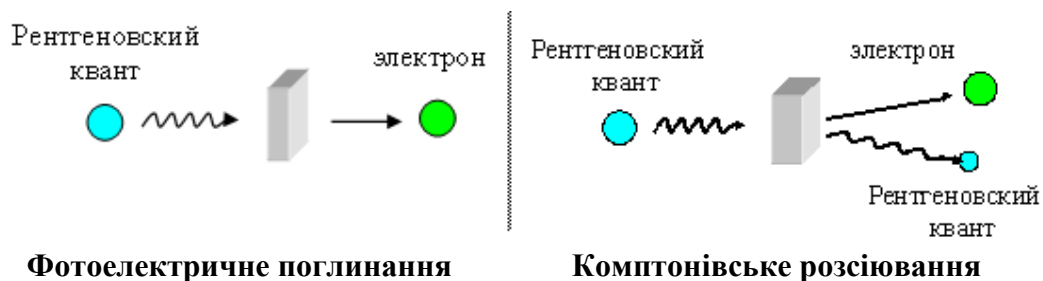 Рентгеновский
квант
электрон
Фотоелектричне поглинання
Рентгеновский
квант
электрон
Рентгеновский
квант
Комптонівське розсіювання